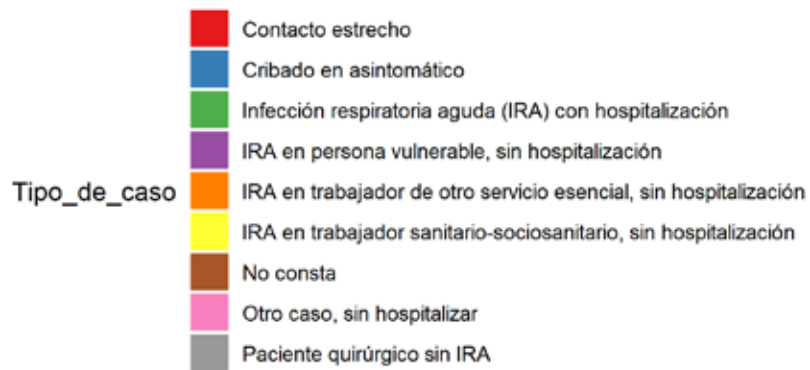 Contacto estrecho
Cribado en asintomático
Infección respiratoria aguda (IRA) con hospitalización
IRA en persona vulnerable, sin hospitalización
Tipo_de_caso
IRA en trabajador de otro servicio esencial, sin hospitalización
IRA en trabajador sanitario-sociosanitario, sin hospitalización
No consta
Otro caso, sin hospitalizar
Paciente quirúrgico sin IRA